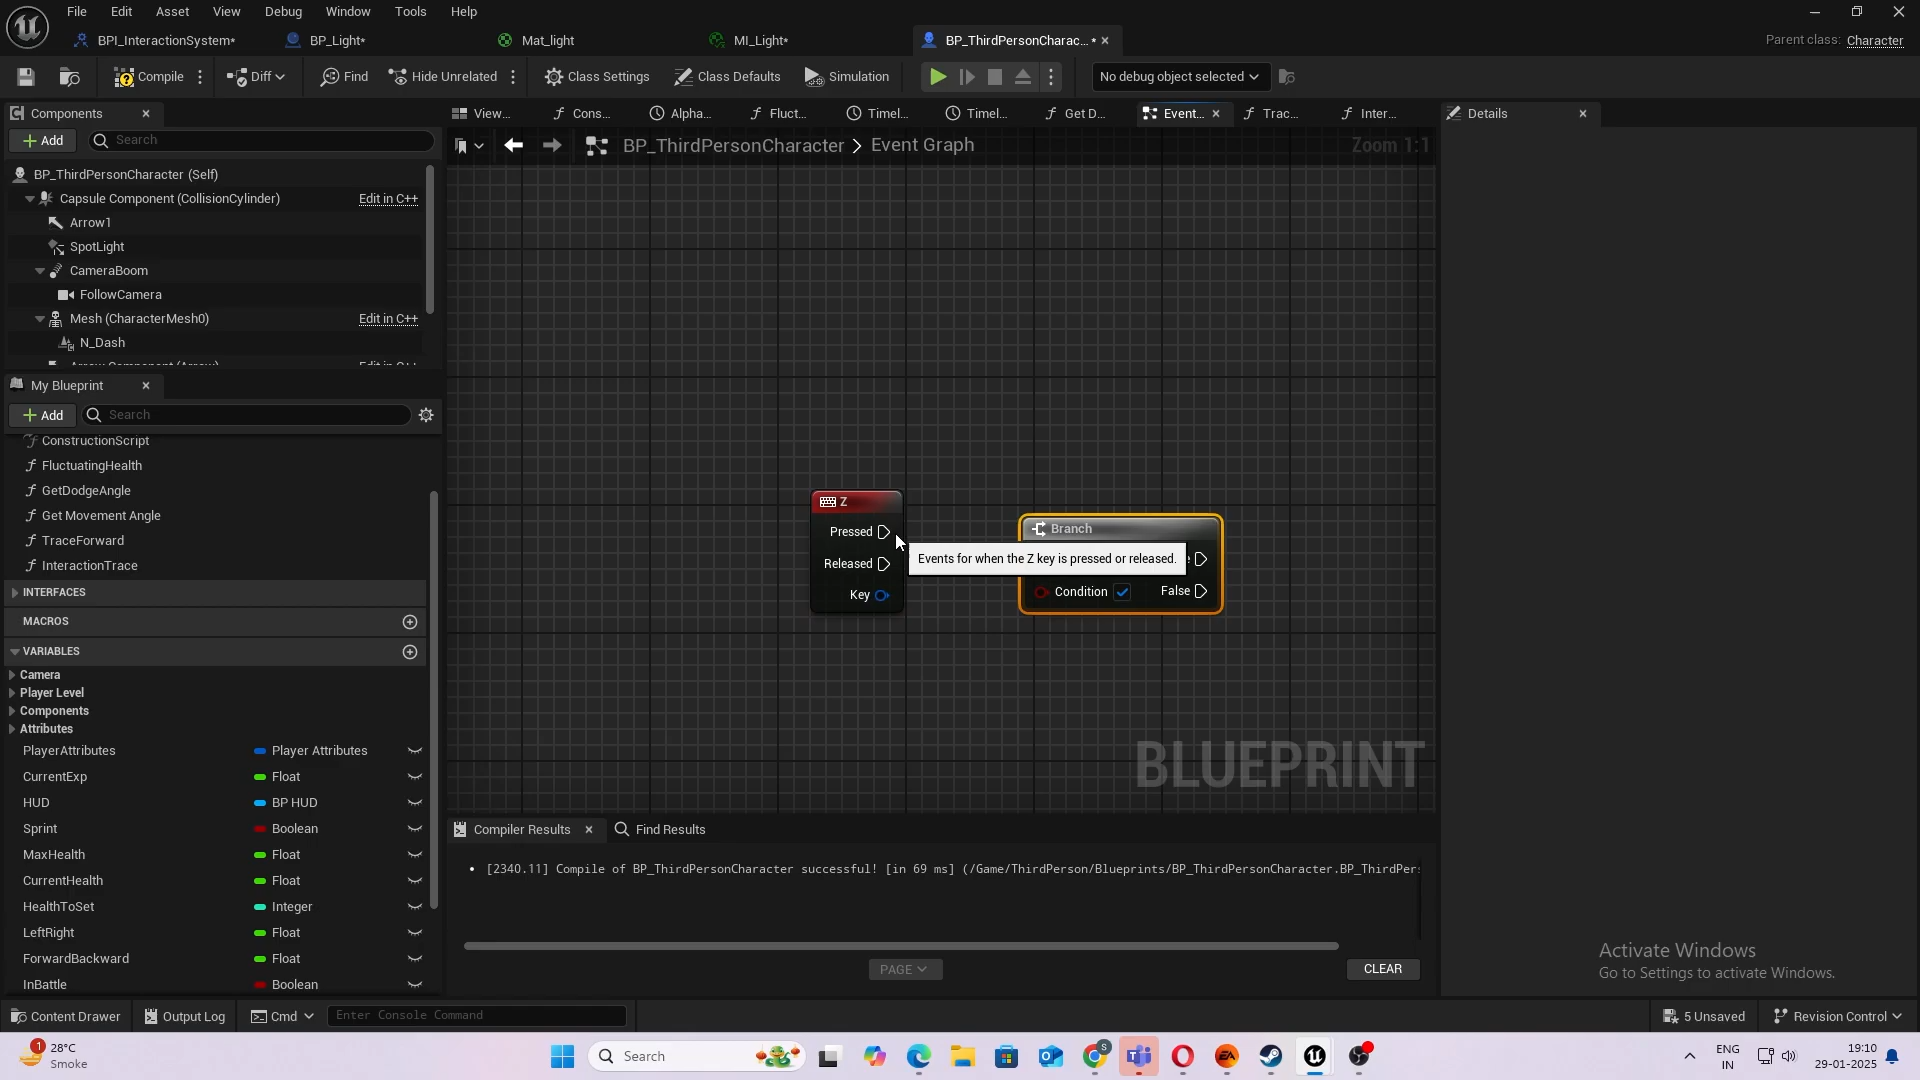 File Edit Asset View Debug Window Tools Help
BPI_InteractionSystem* BP_Light* Mat_light MI_Light* BP_ThirdPersonCharac...* Parent class: Character
Compile Diff Find Hide Unrelated Class Settings Class Defaults Simulation No debug object selected
Components View... Cons... Alpha... Fluct... Timel... Timel... Get D... Event... Trac... Inter... Details
Add Search
BP_ThirdPersonCharacter > Event Graph Zoom 1:1
BP_ThirdPersonCharacter (Self)
Capsule Component (CollisionCylinder) Edit in C++
Arrow1
SpotLight
CameraBoom
FollowCamera
Mesh (CharacterMesh0) Edit in C++
N_Dash
Arrow Component (Arrow) Edit in C++
My Blueprint
Add Search
ConstructionScript
FluctuatingHealth
GetDodgeAngle
Get Movement Angle
TraceForward
InteractionTrace
INTERFACES
MACROS
VARIABLES
Camera
Player Level
Components
Attributes
PlayerAttributes Player Attributes
CurrentExp Float
HUD BP HUD
Sprint Boolean
MaxHealth Float
CurrentHealth Float
HealthToSet Integer
LeftRight Float
ForwardBackward Float
InBattle Boolean
Z
Pressed
Released
Key
Events for when the Z key is pressed or released.
Branch
Condition False
BLUEPRINT
Compiler Results Find Results
[2340.11] Compile of BP_ThirdPersonCharacter successful! [in 69 ms] (/Game/ThirdPerson/Blueprints/BP_ThirdPersonCharacter.BP_ThirdPer
PAGE CLEAR
Activate Windows
Go to Settings to activate Windows.
Content Drawer Output Log Cmd Enter Console Command 5 Unsaved Revision Control
1 28°C
Smoke
Search
S
ENG
IN
19:10
29-01-2025